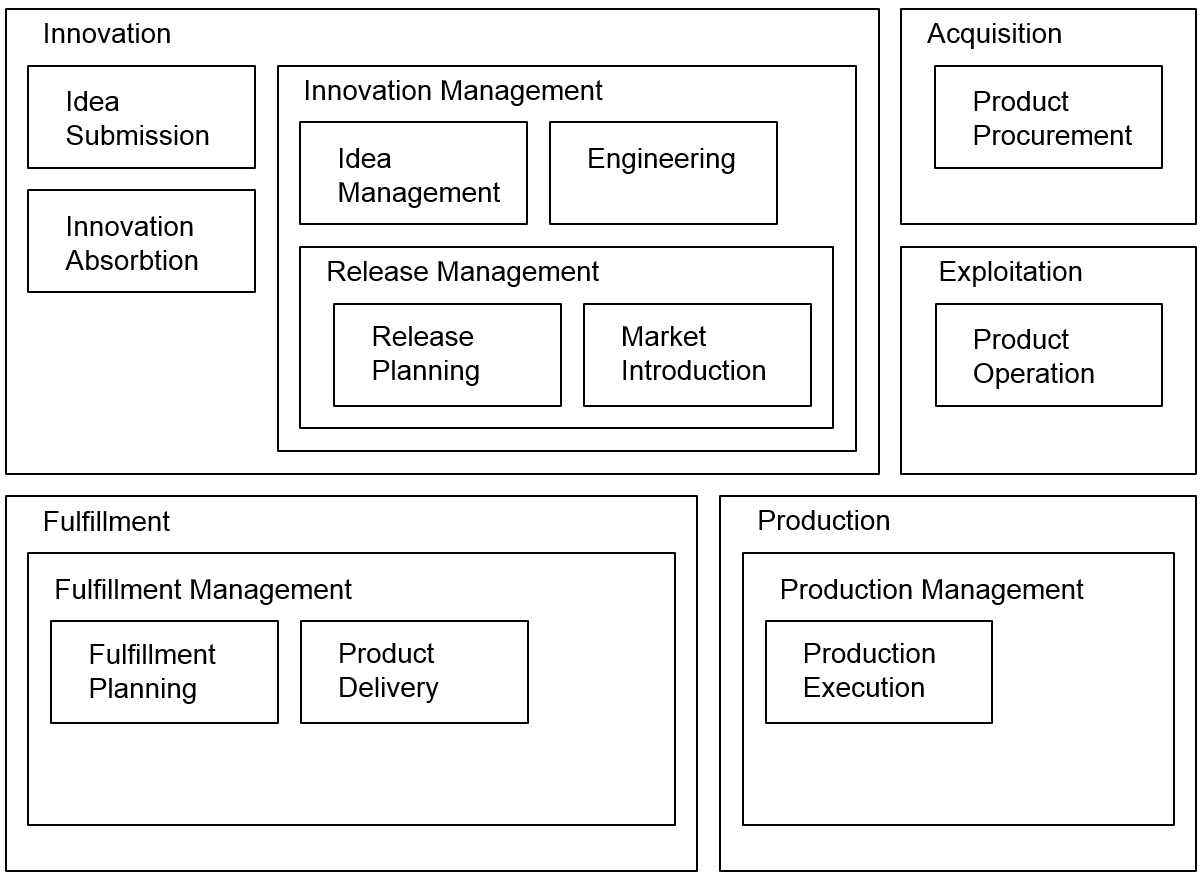 Innovation
Idea
Submission
Innovation
Absorbtion
Innovation Management
Idea
Management
Engineering
Release Management
Release
Planning
Market
Introduction
Acquisition
Product
Procurement
Exploitation
Product
Operation
Fulfillment
Fulfillment Management
Fulfillment
Planning
Product
Delivery
Production
Production Management
Production
Execution